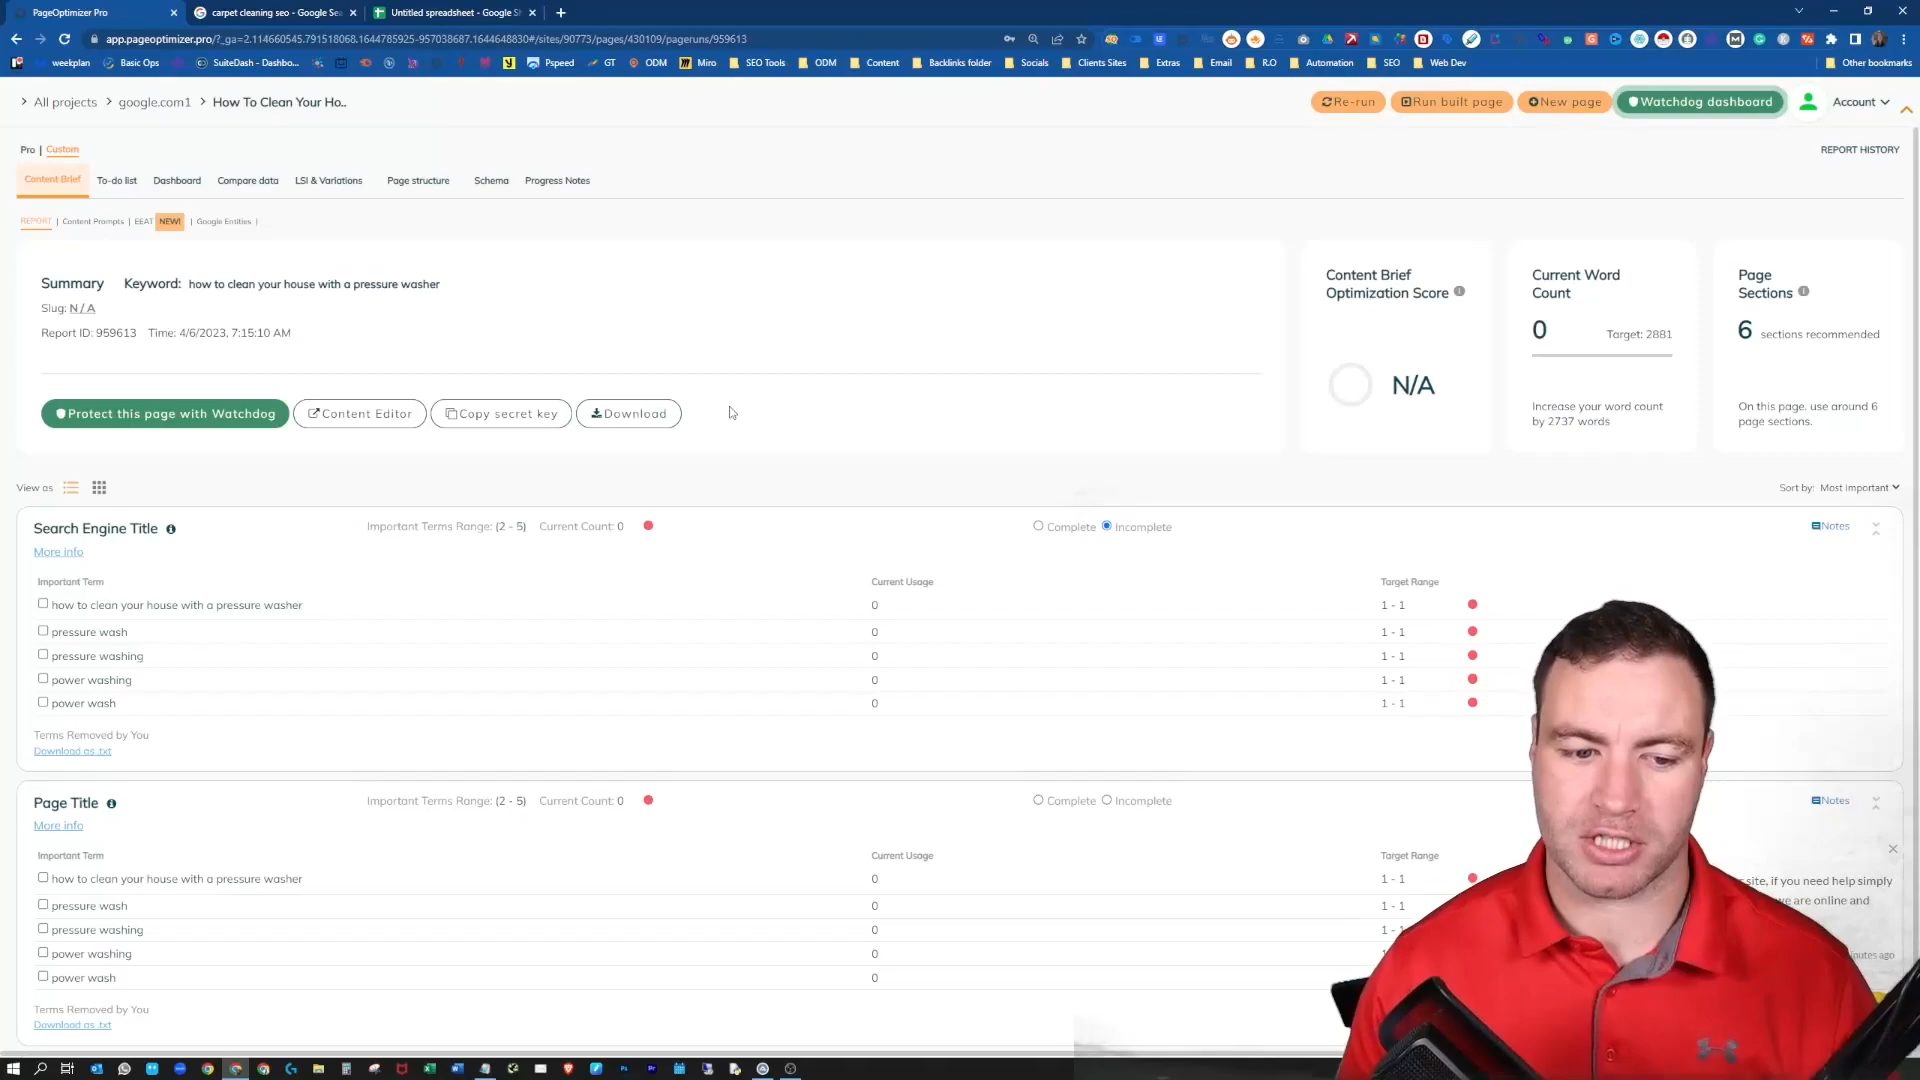 PageOptimizer Pro
carpet cleaning seo - Google Se
Untitled spreadsheet - Google S
app.pageoptimizer.pro/?_ga=2.114660545.791518068.1644785925-957038687.1644648830#/sites/90773/pages/430109/pageruns/959613
weekplan
Basic Ops
SuiteDash - Dashbo...
Pspeed
GT
ODM
Miro
SEO Tools
ODM
Content
Backlinks folder
Socials
Clients Sites
Extras
Email
R.O
Automation
SEO
Web Dev
Other bookmarks
All projects > google.com1 > How To Clean Your Ho..
Re-run
Run built page
New page
Watchdog dashboard
Account
Pro | Custom
REPORT HISTORY
Content Brief
To-do list
Dashboard
Compare data
LSI & Variations
Page structure
Schema
Progress Notes
REPORT | Content Prompts | EEAT NEW! | Google Entities |
Summary Keyword: how to clean your house with a pressure washer
Slug: N/A
Report ID: 959613 Time: 4/6/2023, 7:15:10 AM
Protect this page with Watchdog
Content Editor
Copy secret key
Download
Content Brief
Optimization Score
N/A
Current Word
Count
0 Target: 2881
Increase your word count
by 2737 words
Page
Sections
6 sections recommended
On this page. use around 6
page sections.
View as
Sort by: Most important
Search Engine Title
Important Terms Range: (2 - 5) Current Count: 0
Complete Incomplete
Notes
More info
Important Term Current Usage Target Range
how to clean your house with a pressure washer 0 1 - 1
pressure wash 0 1 - 1
pressure washing 0 1 - 1
power washing 0 1 - 1
power wash 0 1 - 1
Terms Removed by You
Download as .txt
Page Title
Important Terms Range: (2 - 5) Current Count: 0
Complete Incomplete
Notes
More info
Important Term Current Usage Target Range
how to clean your house with a pressure washer 0 1 - 1
pressure wash 0 1 - 1
pressure washing 0 1 -
power washing 0
power wash 0
Terms Removed by You
Download as .txt
site, if you need help simply
we are online and
nutes ago